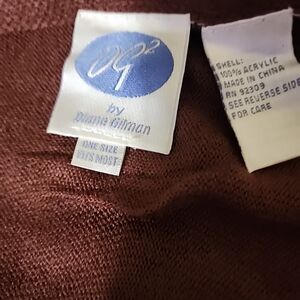 DG²
by
Diane Gilman
ONE SIZE
FITS MOST
SHELL:
100% ACRYLIC
MADE IN CHINA
RN 92309
SEE REVERSE SIDE
FOR CARE